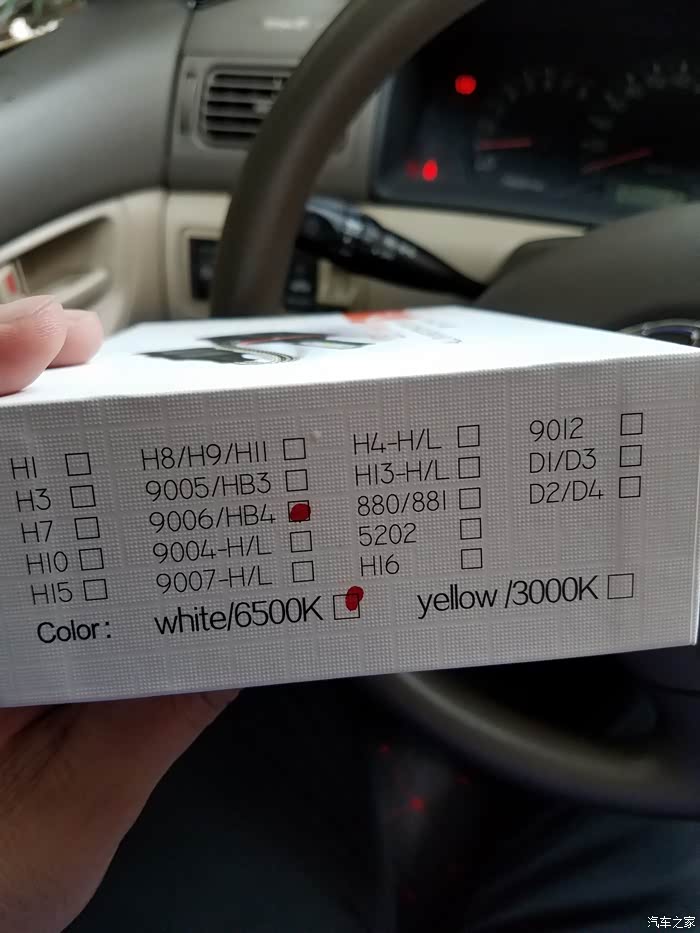 H1 H8/H9/H11 H4-H/L 9012
H3 9005/HB3 H13-H/L D1/D3
H7 9006/HB4 880/881 D2/D4
H10 9004-H/L 5202
H15 9007-H/L H16
Color: white/6500K yellow/3000K
汽车之家